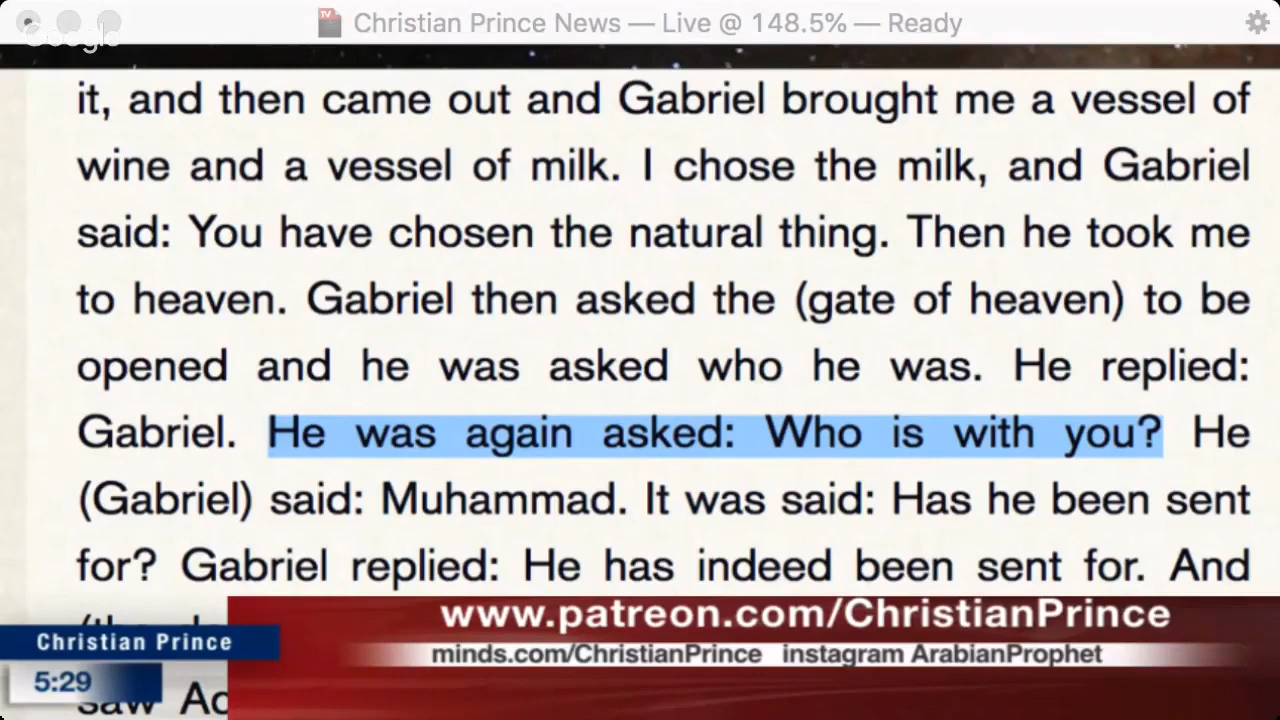 Christian Prince News — Live @ 148.5% — Ready
Google
it, and then came out and Gabriel brought me a vessel of
wine and a vessel of milk. I chose the milk, and Gabriel
said: You have chosen the natural thing. Then he took me
to heaven. Gabriel then asked the (gate of heaven) to be
opened and he was asked who he was. He replied:
Gabriel. He was again asked: Who is with you? He
(Gabriel) said: Muhammad. It was said: Has he been sent
for? Gabriel replied: He has indeed been sent for. And
www.patreon.com/ChristianPrince
Christian Prince
minds.com/ChristianPrince instagram ArabianProphet
5:29
saw